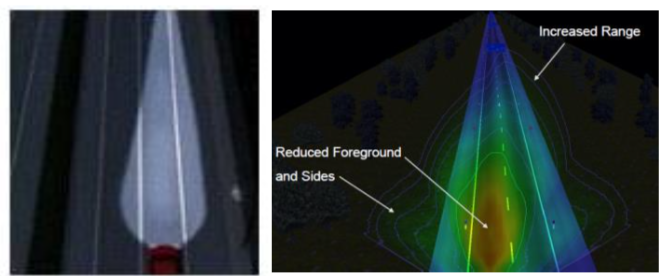 Increased Range
Reduced Foreground
and Sides